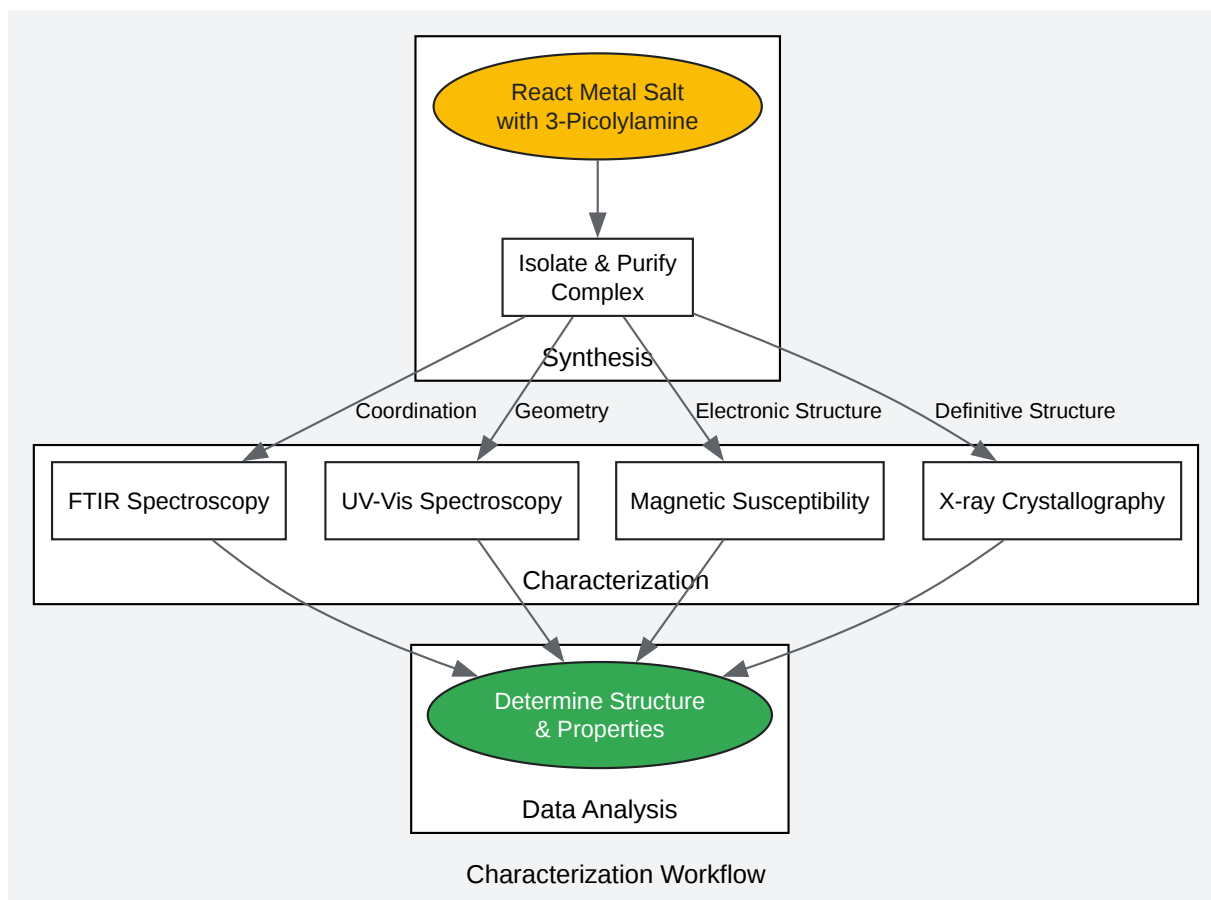 React Metal Salt
with 3-Picolylamine
Isolate & Purify
Complex
Synthesis
Coordination
Geometry
Electronic Structure
Definitive Structure
FTIR Spectroscopy
UV-Vis Spectroscopy
Magnetic Susceptibility
X-ray Crystallography
Characterization
Determine Structure
& Properties
Data Analysis
Characterization Workflow